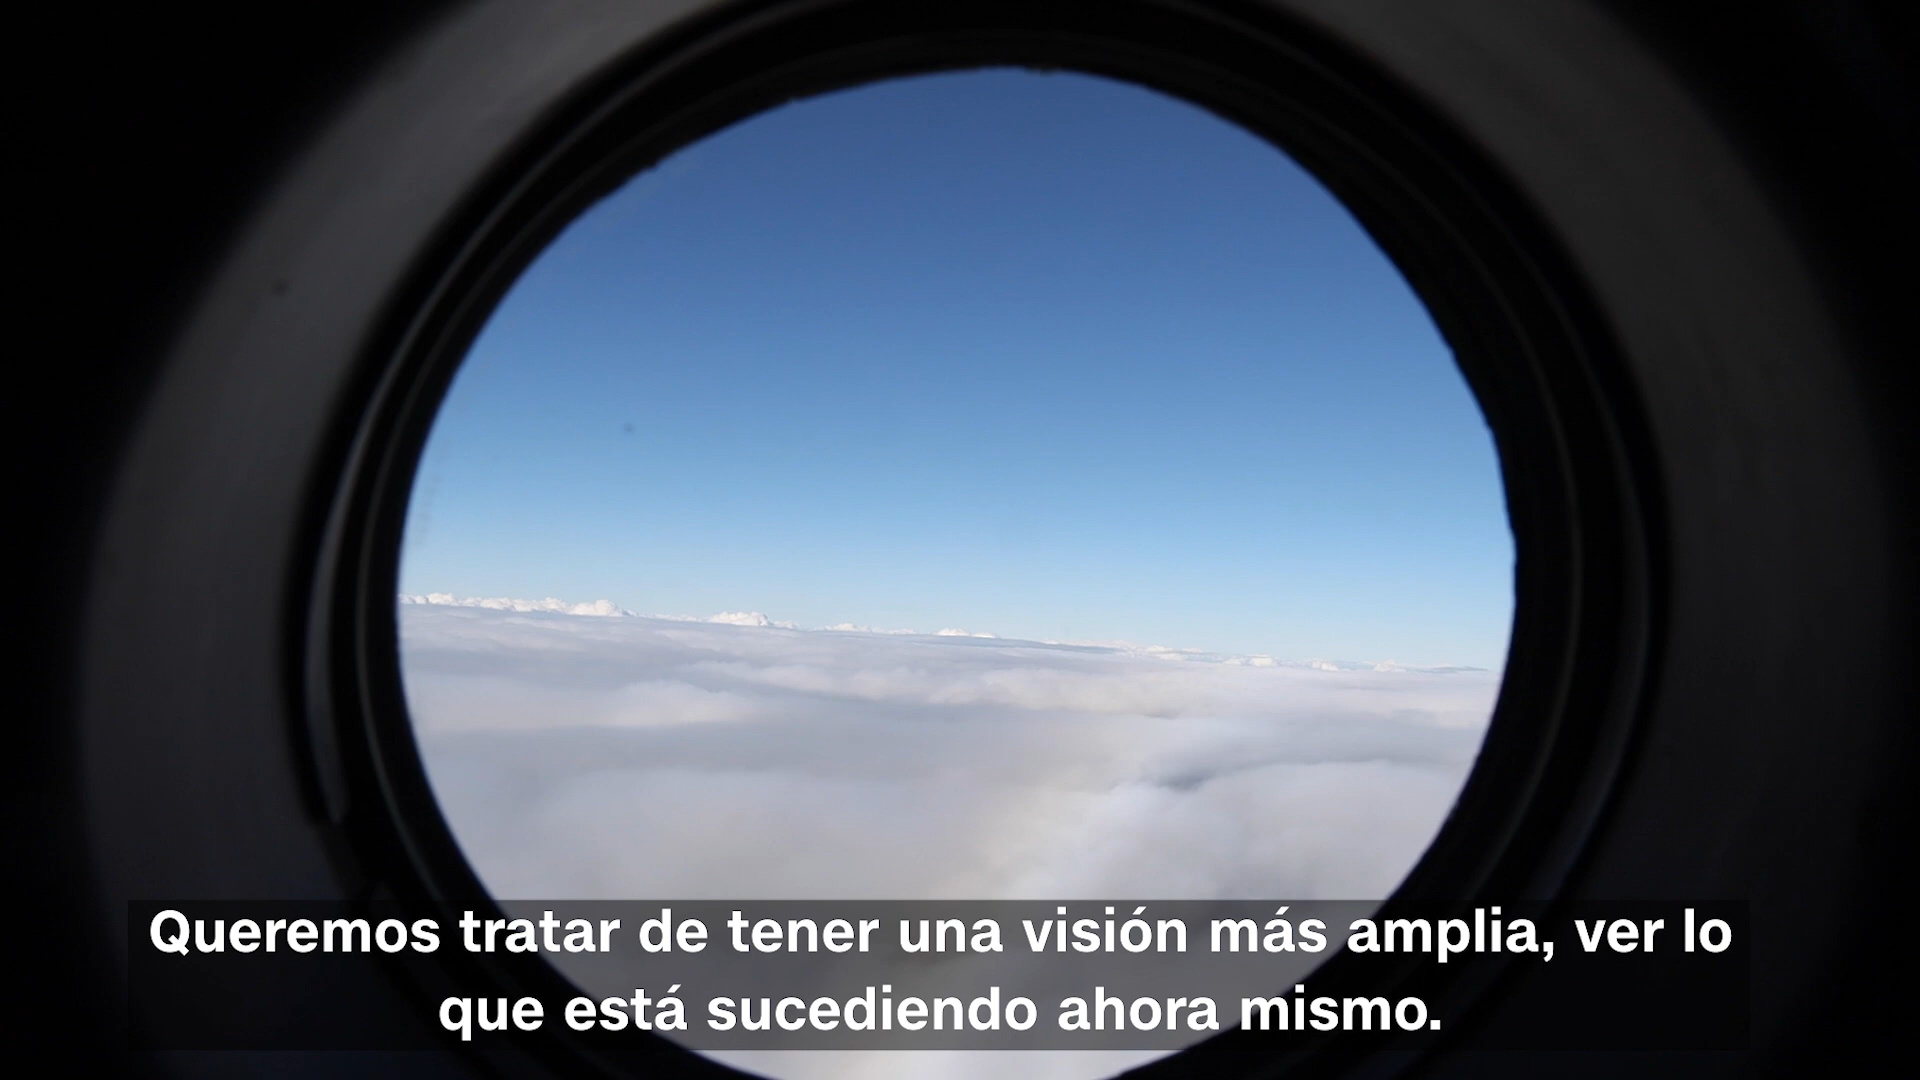 Queremos tratar de tener una visión más amplia, ver lo
que está sucediendo ahora mismo.